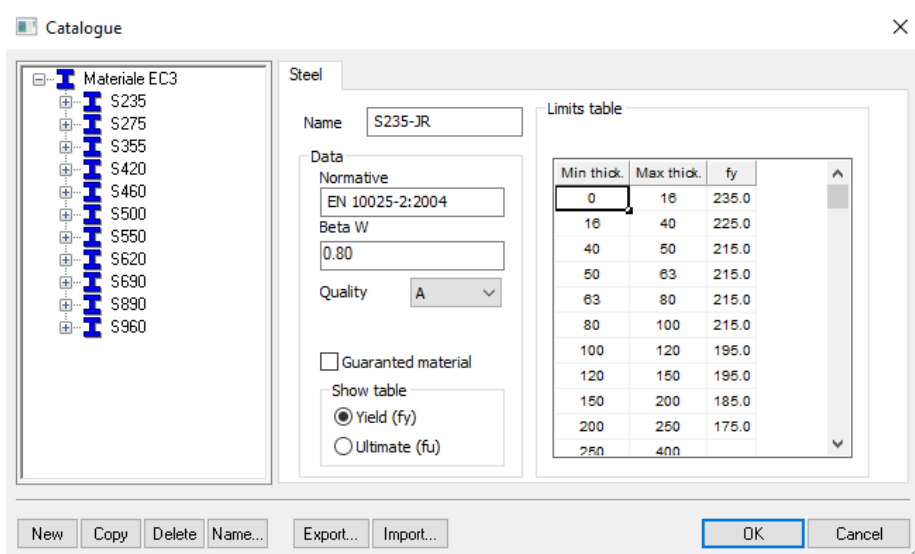 Catalogue
Materiale EC3
S235
S275
S355
S420
S460
S500
S550
S620
S690
S890
S960
Steel
Name S235-JR
Data
Normative
EN 10025-2:2004
Beta W
0.80
Quality A
Guaranted material
Show table
Yield (fy)
Ultimate (fu)
Limits table
Min thick. Max thick. fy
0 16 235.0
16 40 225.0
40 50 215.0
50 63 215.0
63 80 215.0
80 100 215.0
100 120 195.0
120 150 195.0
150 200 185.0
200 250 175.0
250 400
New Copy Delete Name... Export... Import... OK Cancel